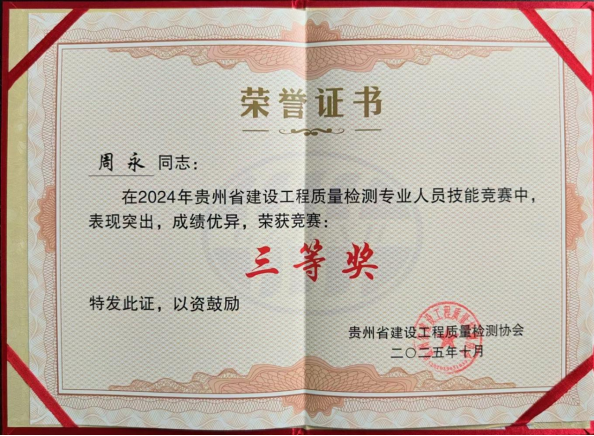 荣誉证书
周永同志：
在2024年贵州省建设工程质量检测专业人员技能竞赛中，
表现突出，成绩优异，荣获竞赛：
三等奖
特发此证，以资鼓励
贵州省建设工程质量检测协会
二〇二五年十月